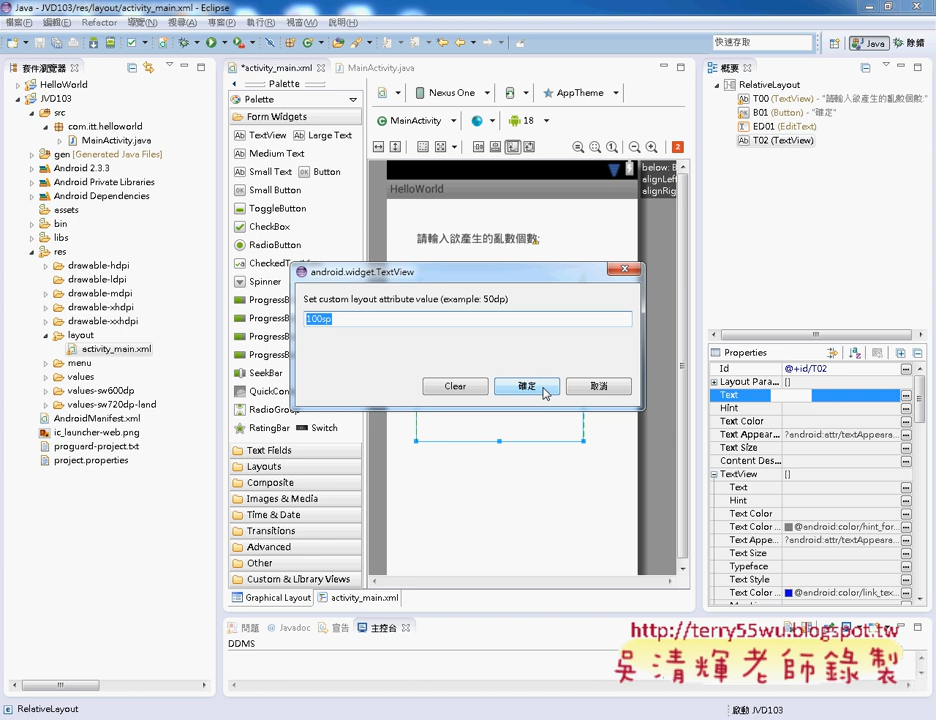 Java - JVD103/res/layout/activity_main.xml - Eclipse
檔案(F) 編輯(E) Refactor 導覽(N) 搜尋(A) 專案(P) 執行(R) 視窗(W) 說明(H)
快速存取
Java
除錯
套件瀏覽器
HelloWorld
JVD103
src
com.itt.helloworld
MainActivity.java
gen [Generated Java Files]
Android 2.3.3
Android Private Libraries
Android Dependencies
assets
bin
libs
res
drawable-hdpi
drawable-ldpi
drawable-mdpi
drawable-xhdpi
drawable-xxhdpi
layout
activity_main.xml
menu
values
values-sw600dp
values-sw720dp-land
AndroidManifest.xml
ic_launcher-web.png
proguard-project.txt
project.properties
*activity_main.xml
MainActivity.java
Palette
Palette
Form Widgets
TextView Large Text
Medium Text
Small Text Button
Small Button
ToggleButton
CheckBox
RadioButton
CheckedT
Spinner
ProgressB
ProgressB
ProgressB
ProgressB
SeekBar
QuickCon
RadioGro
RatingBar Switch
Text Fields
Layouts
Composite
Images & Media
Time & Date
Transitions
Advanced
Other
Custom & Library Views
Graphical Layout
activity_main.xml
Nexus One
AppTheme
MainActivity
18
2
HelloWorld
below: B
alignLef
alignRig
請輸入欲產生的亂數個數:
android.widget.TextView
Set custom layout attribute value (example: 50dp)
100sp
Clear
確定
取消
概要
RelativeLayout
T00 (TextView) - "請輸入欲產生的亂數個數:"
B01 (Button) - "確定"
ED01 (EditText)
T02 (TextView)
Properties
Id @+id/T02
Layout Para... []
Text
Hint
Text Color
Text Appear... ?android:attr/textAppeara...
Text Size
Content Des...
TextView []
Text
Hint
Text Color
Text Color ... @android:color/hint_for...
Text Appe... ?android:attr/textAppeara...
Text Size
Typeface
Text Style
Text Color ... @android:color/link_tex...
問題 Javadoc 宣告 主控台
DDMS
http://terry55wu.blogspot.tw
吳清輝老師錄製
RelativeLayout
啟動 JVD103